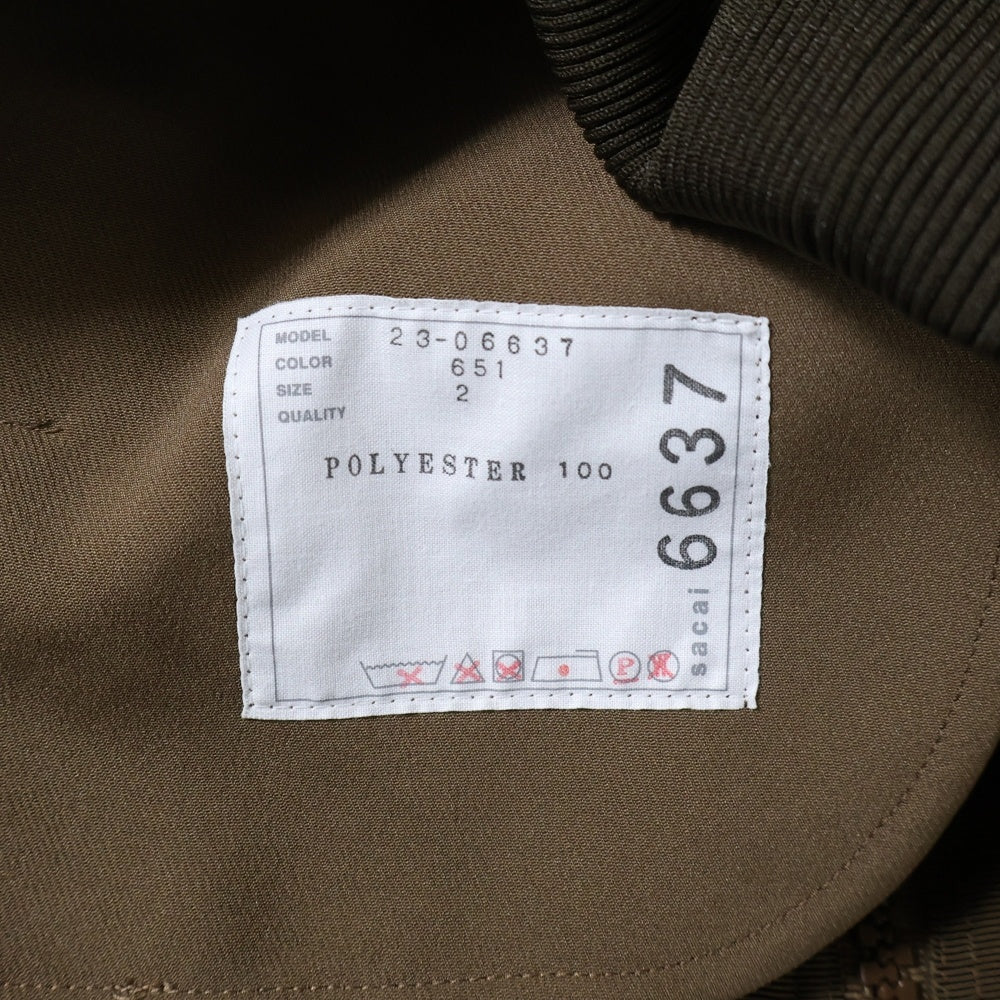 MODEL 23-06637
COLOR 651
SIZE 2
QUALITY
POLYESTER 100
sacai 6637
P W